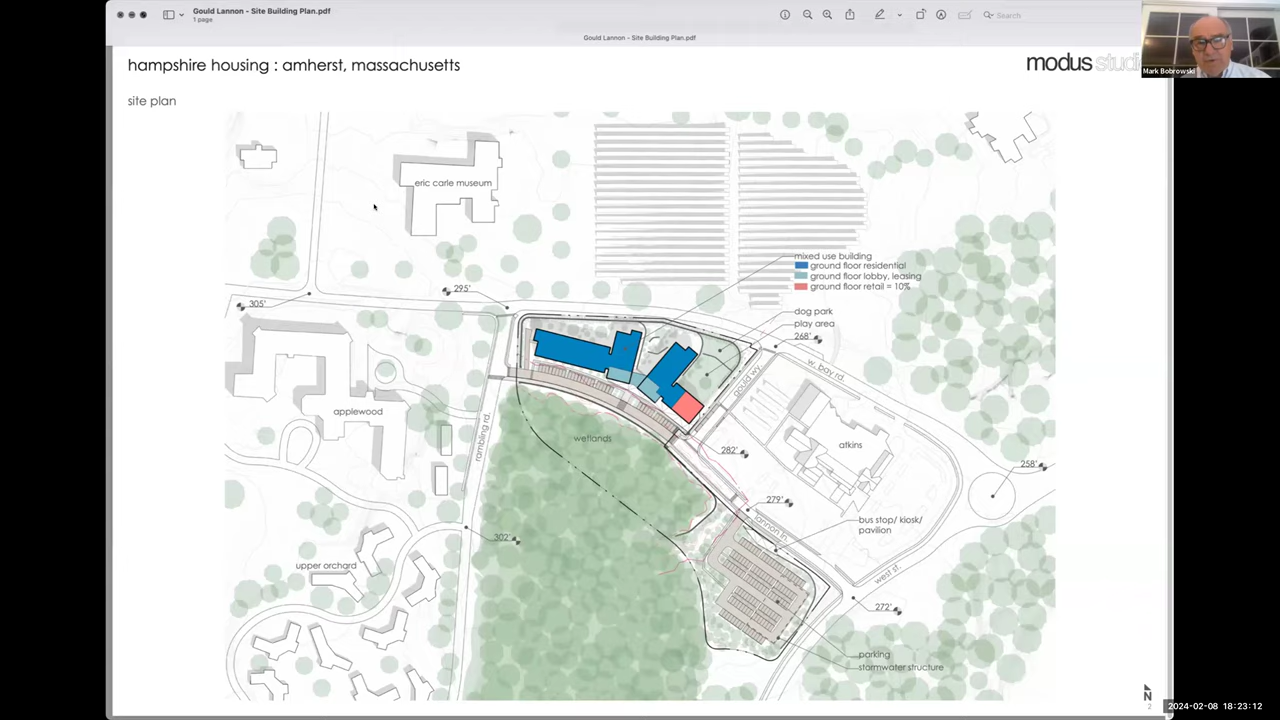 Gould Lannon - Site Building Plan.pdf
1 page
Search
Gould Lannon - Site Building Plan.pdf
Mark Bobrowski
hampshire housing : amherst, massachusetts
modus studio
site plan
eric carle museum
mixed use building
ground floor residential
ground floor lobby, leasing
ground floor retail = 10%
295'
305'
dog park
play area
268'
w. bay rd.
gould wy.
applewood
rambling rd.
wetlands
atkins
282'
258'
279'
lannon ln.
bus stop/ kiosk/
pavilion
302'
upper orchard
west st.
272'
parking
stormwater structure
N
2
2024-02-08 18:23:12